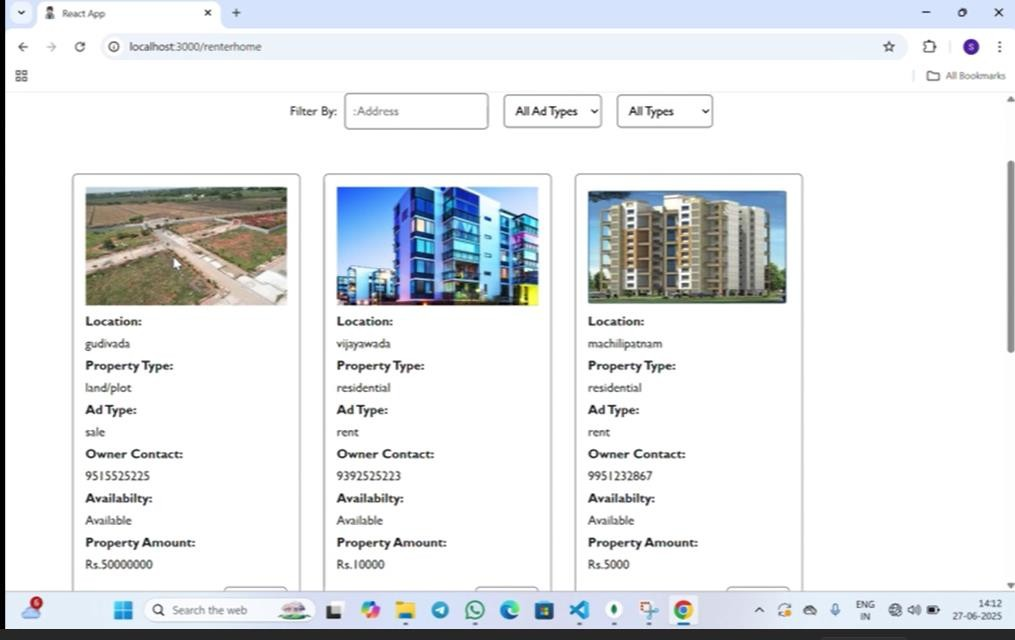 React App
localhost:3000/renterhome
S
All Bookmarks
Filter By: :Address All Ad Types All Types
Location:
gudivada
Property Type:
land/plot
Ad Type:
sale
Owner Contact:
9515525225
Availabilty:
Available
Property Amount:
Rs.50000000
Location:
vijayawada
Property Type:
residential
Ad Type:
rent
Owner Contact:
9392525223
Availabilty:
Available
Property Amount:
Rs.10000
Location:
machilipatnam
Property Type:
residential
Ad Type:
rent
Owner Contact:
9951232867
Availabilty:
Available
Property Amount:
Rs.5000
6
Search the web
ENG
IN
14:12
27-06-2025